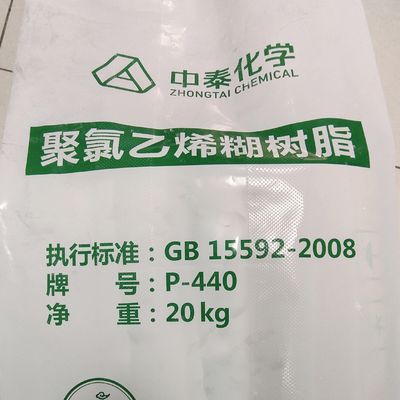 中泰化学
ZHONGTAI CHEMICAL
聚氯乙烯糊树脂
执行标准：GB 15592-2008
牌 号：P-440
净 重：20kg